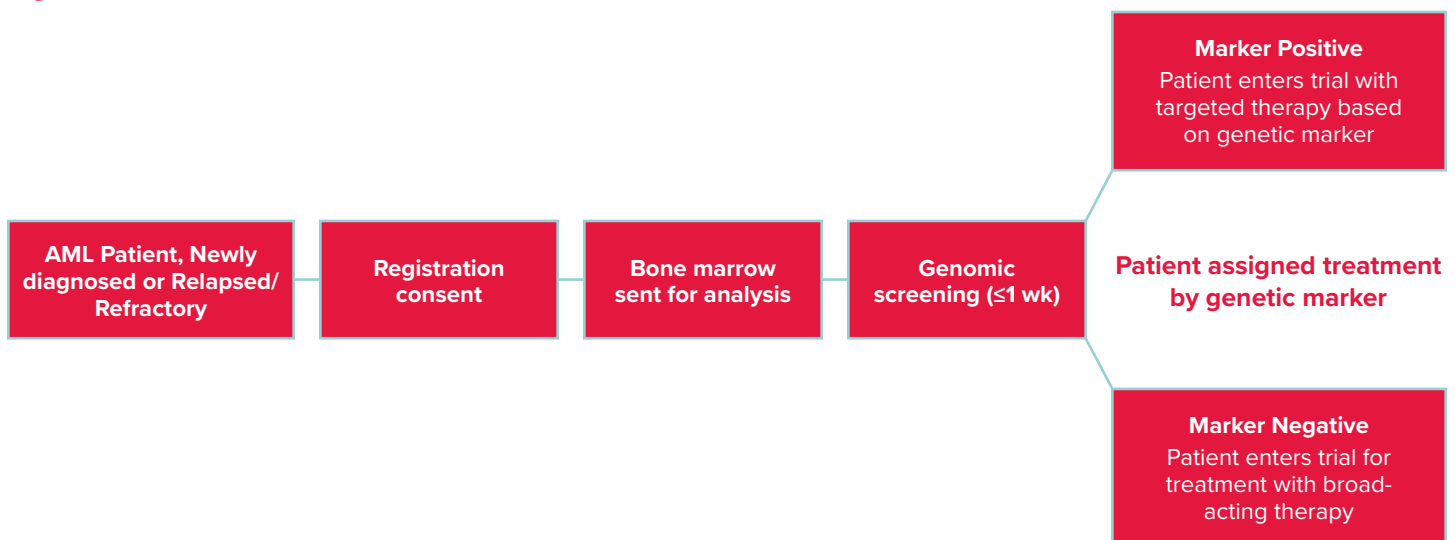 AML Patient, Newly
diagnosed or Relapsed/
Refractory
Registration
consent
Bone marrow
sent for analysis
Genomic
screening (≤1 wk)
Marker Positive
Patient enters trial with
targeted therapy based
on genetic marker
Patient assigned treatment
by genetic marker
Marker Negative
Patient enters trial for
treatment with broad-
acting therapy